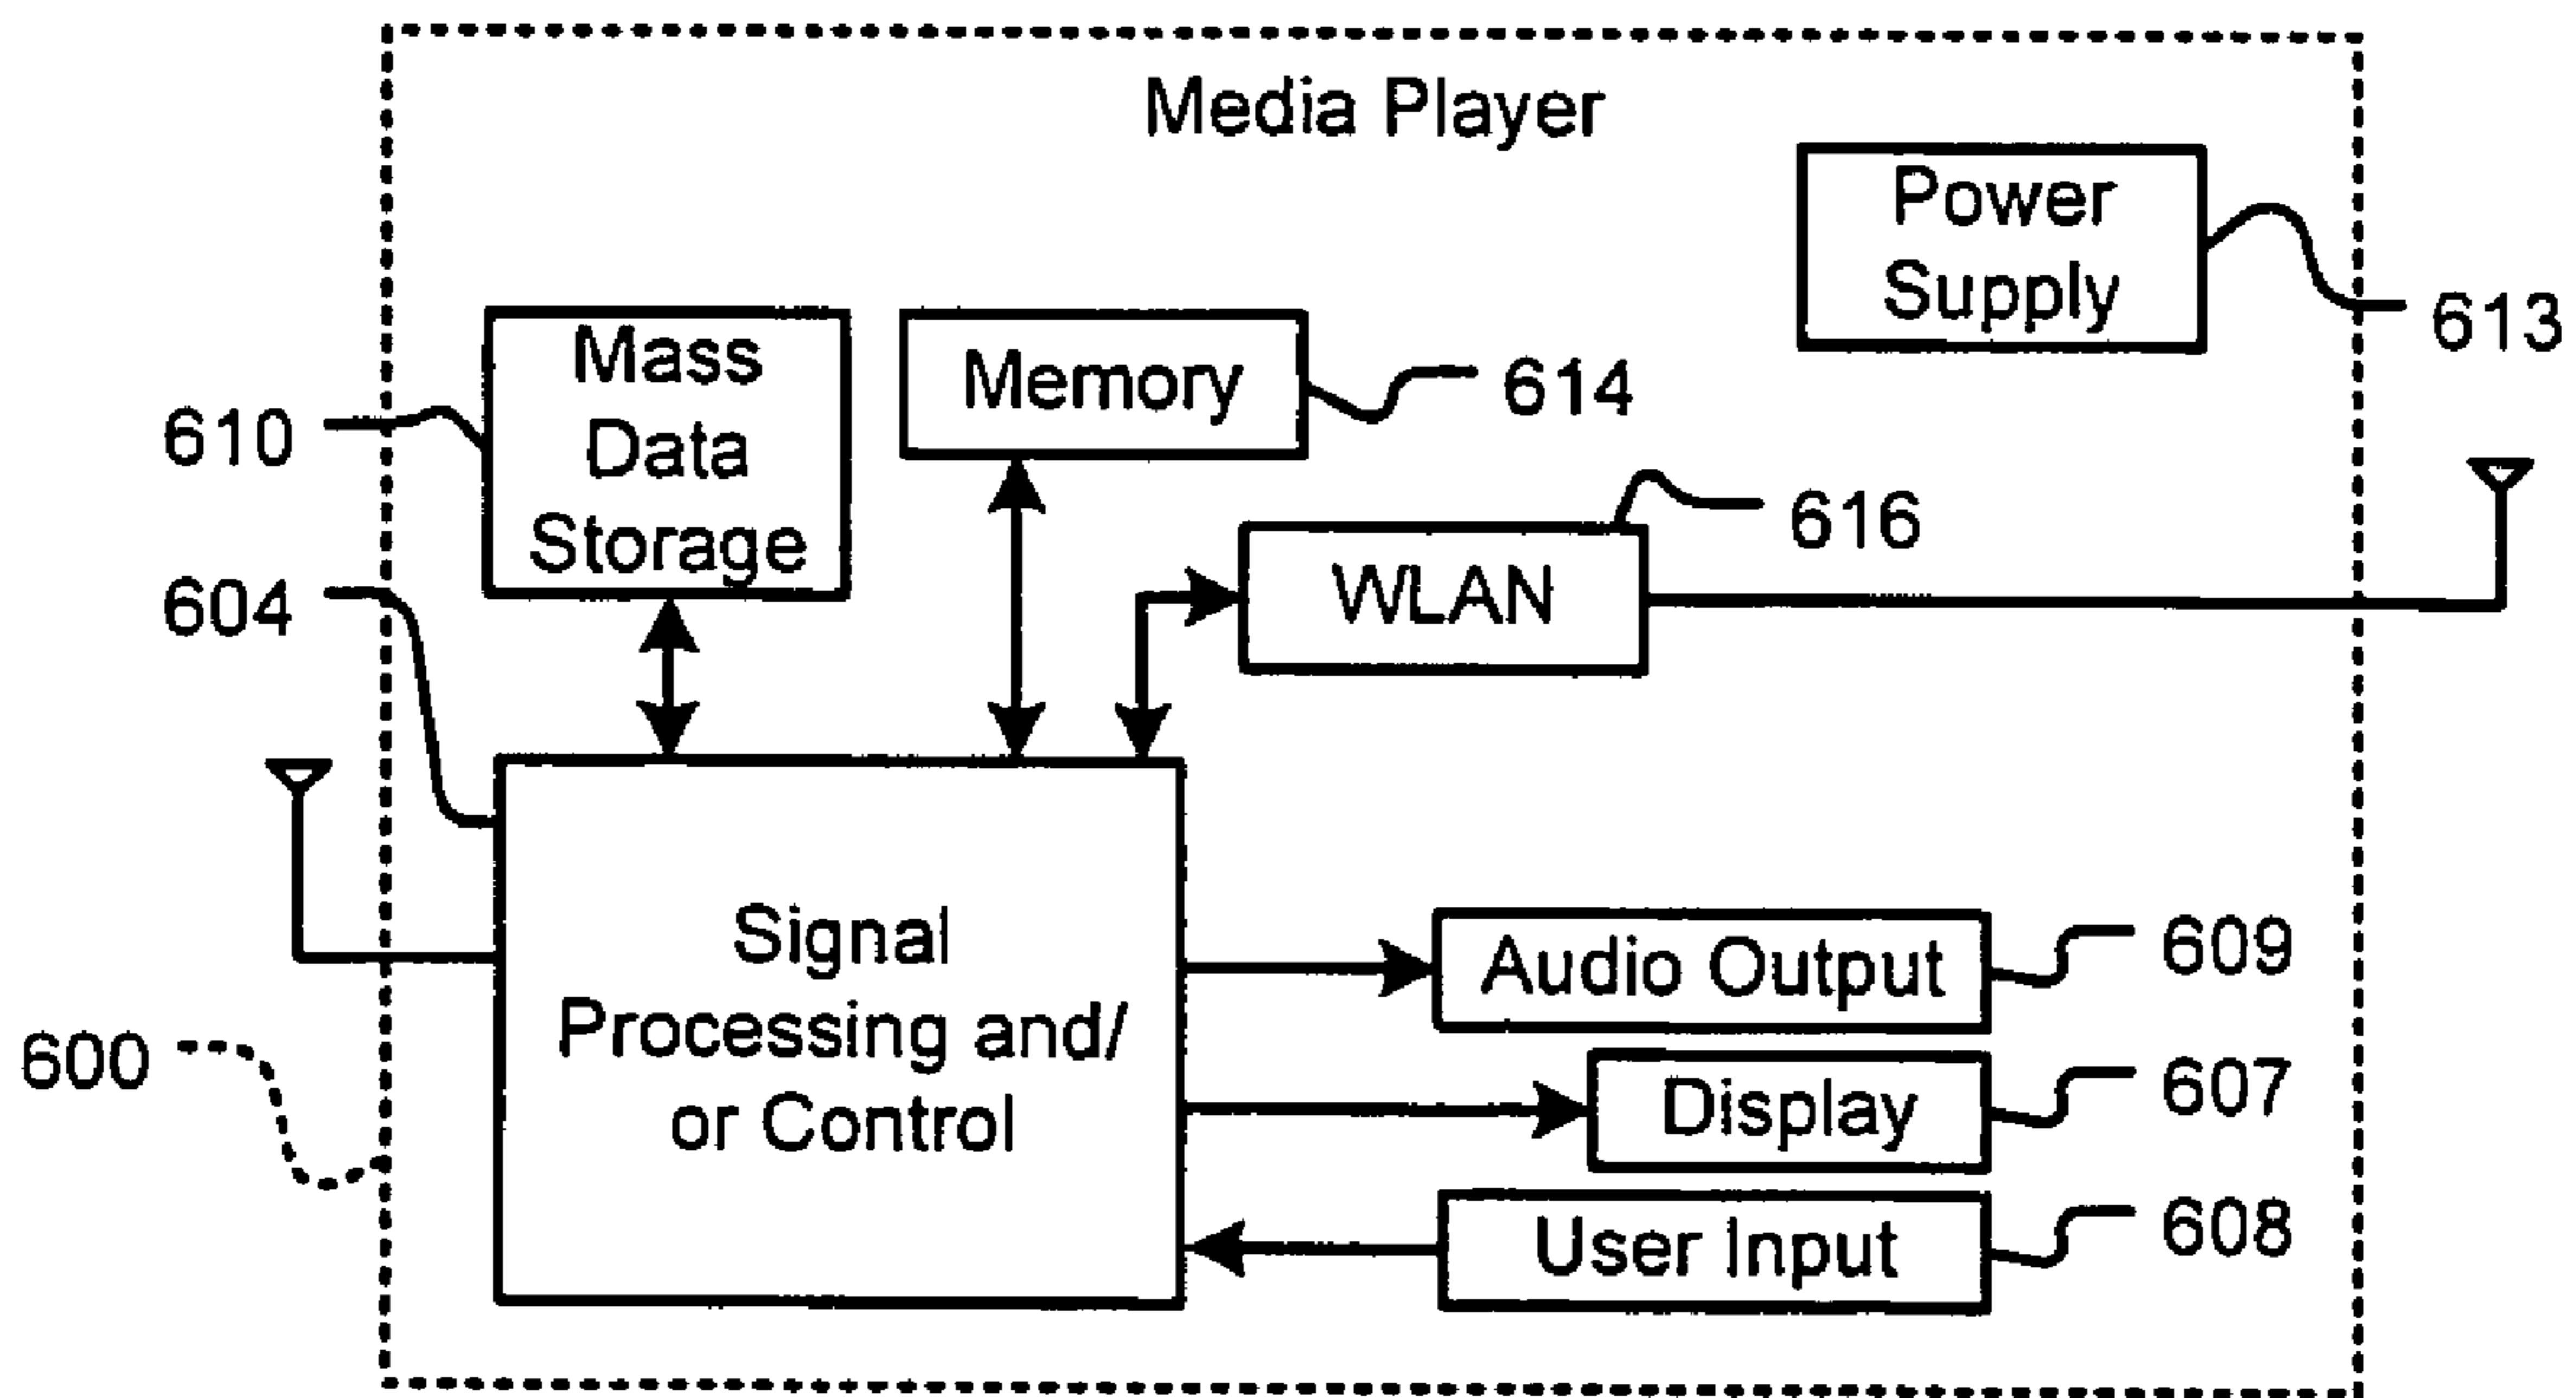 Media Player
Power
Supply
613
Mass
Data
Storage
610
Memory
614
616
WLAN
604
Signal
Processing and/
or Control
600
Audio Output
609
Display
607
User Input
608